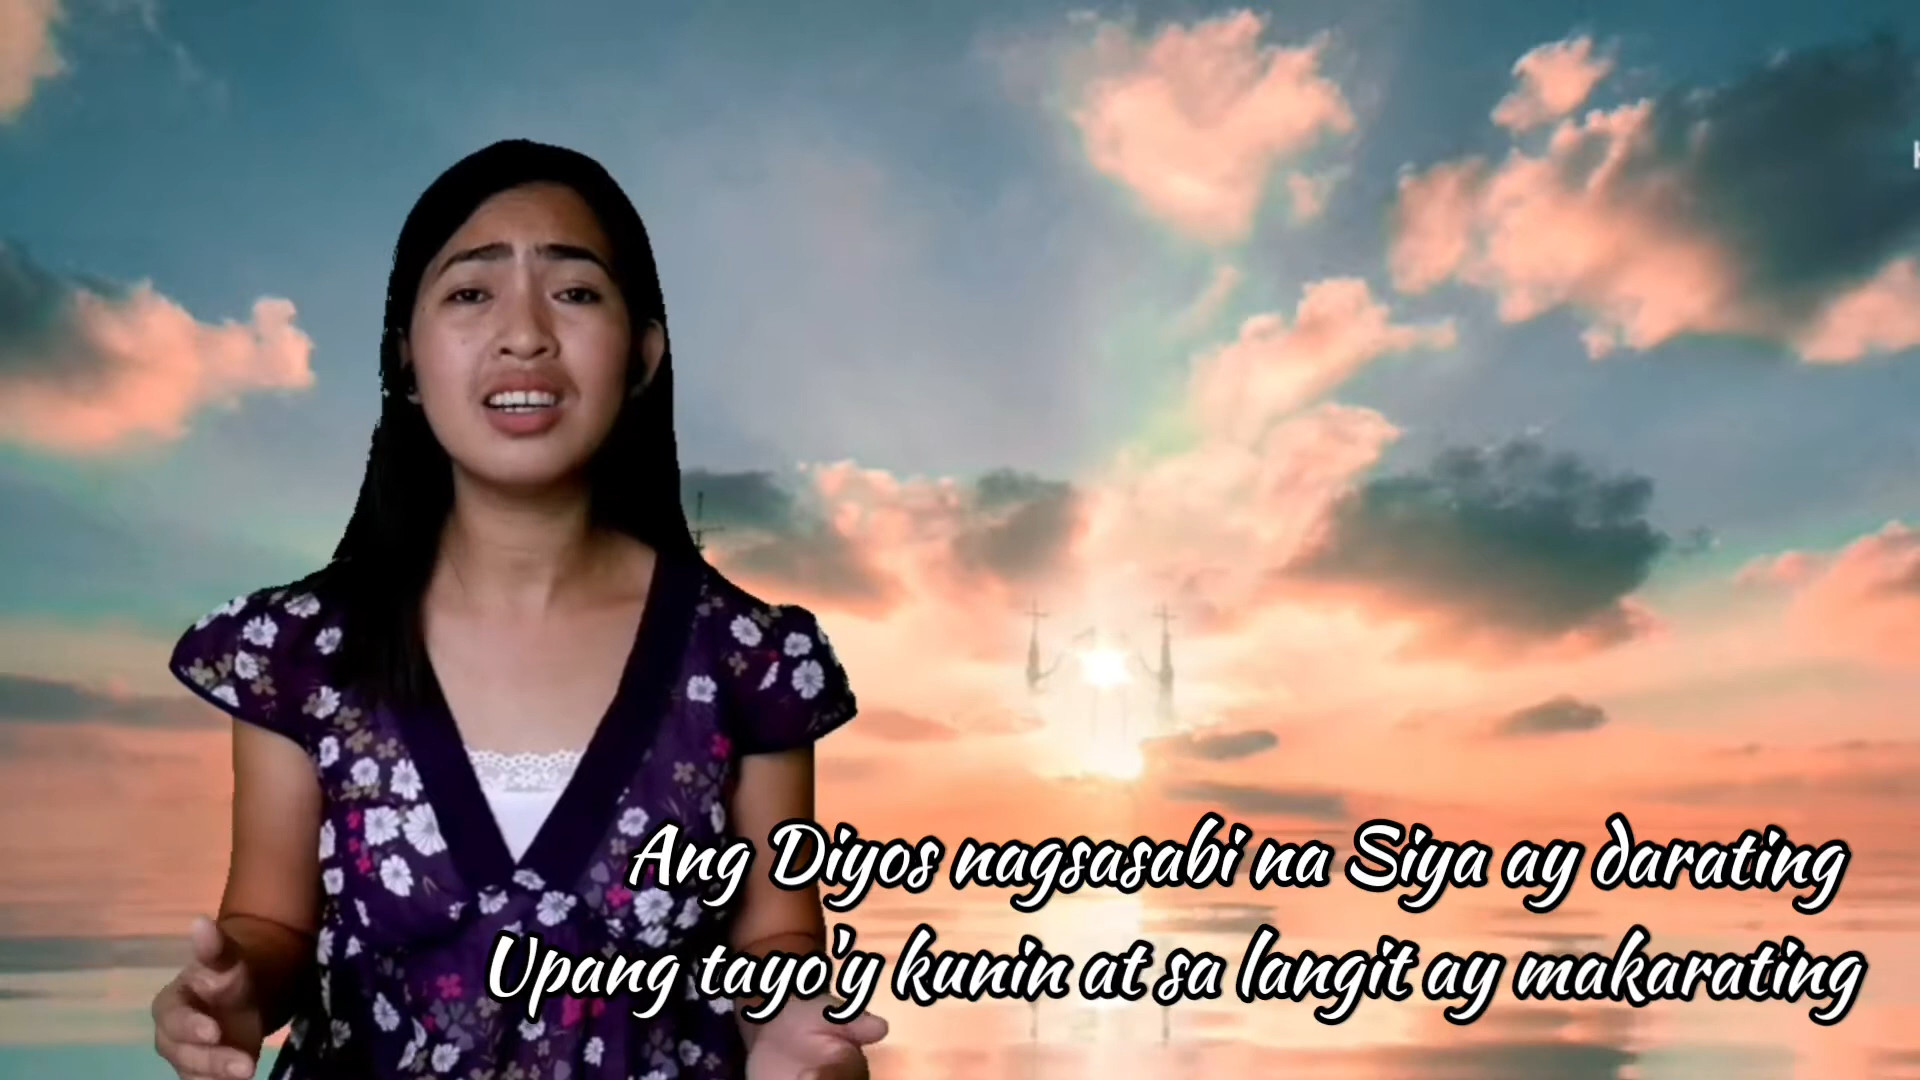 Ang Diyos nagsasabi na Siya ay darating
Upang tayo'y kunin at sa langit ay makarating